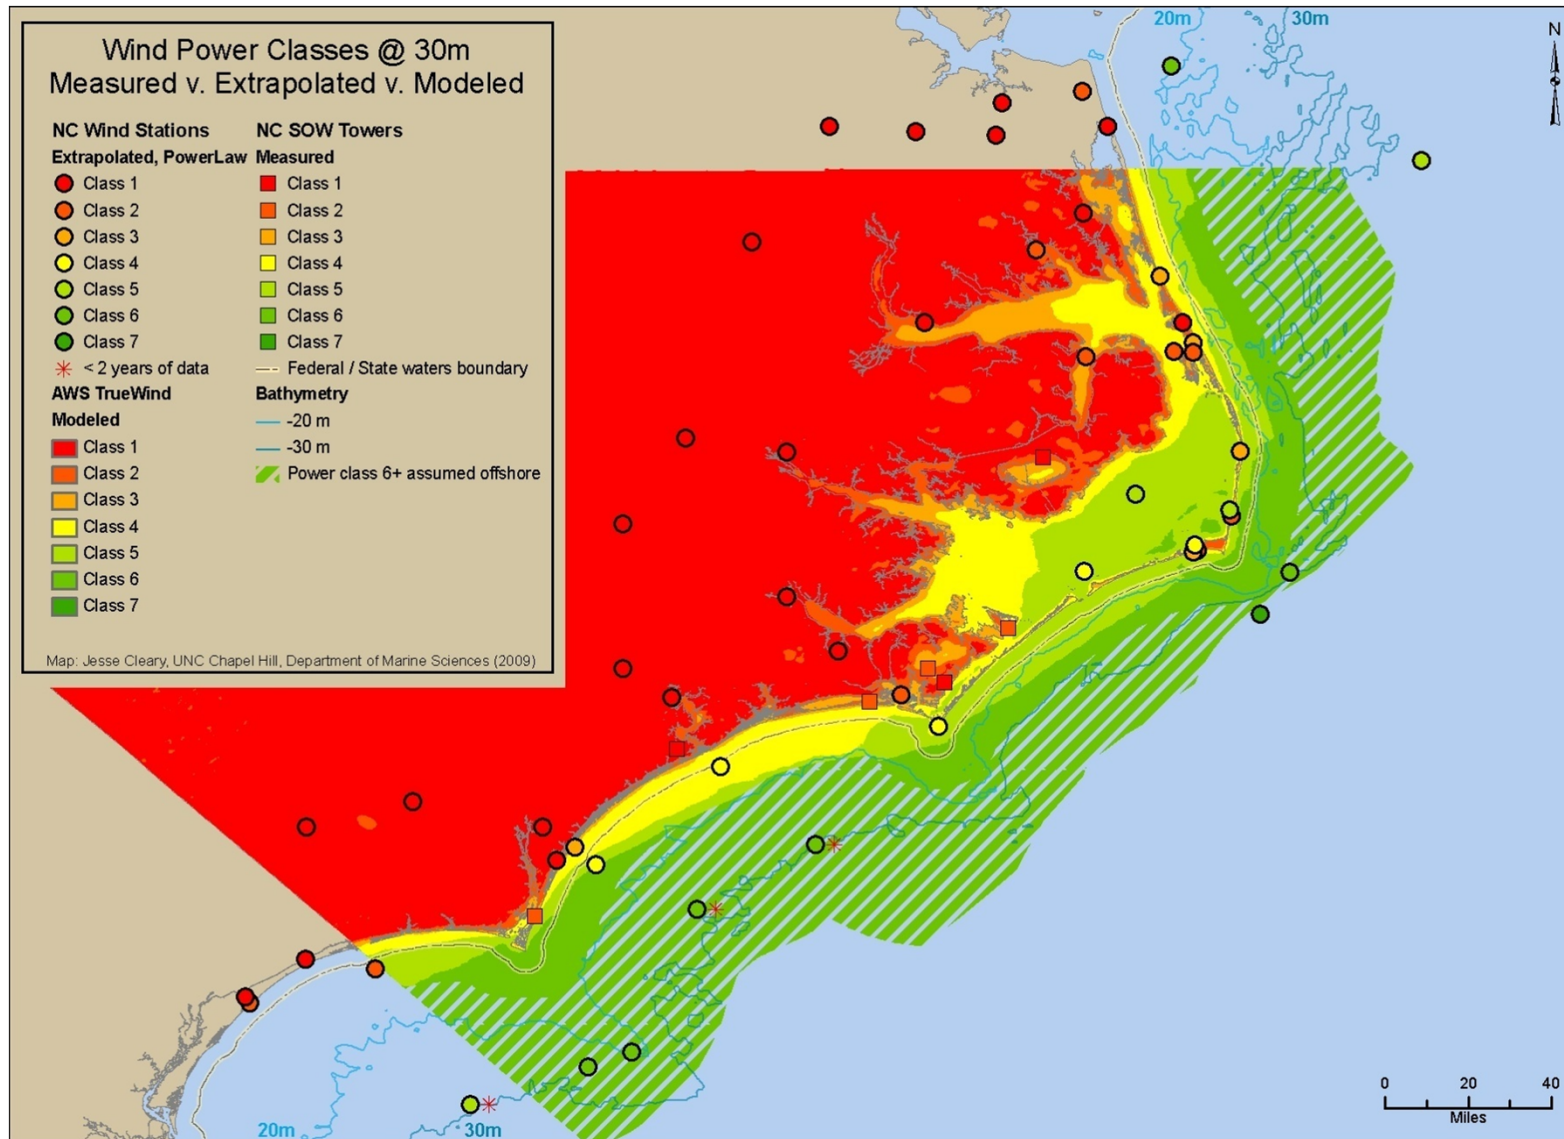 Wind Power Classes @ 30m
Measured v. Extrapolated v. Modeled
NC Wind Stations
Extrapolated, PowerLaw
Class 1
Class 2
Class 3
Class 4
Class 5
Class 6
Class 7
< 2 years of data
AWS TrueWind
Modeled
Class 1
Class 2
Class 3
Class 4
Class 5
Class 6
Class 7
NC SOW Towers
Measured
Class 1
Class 2
Class 3
Class 4
Class 5
Class 6
Class 7
Federal / State waters boundary
Bathymetry
-20 m
-30 m
Power class 6+ assumed offshore
Map: Jesse Cleary, UNC Chapel Hill, Department of Marine Sciences (2009)
20m
30m
N
20m
30m
0 20 40
Miles